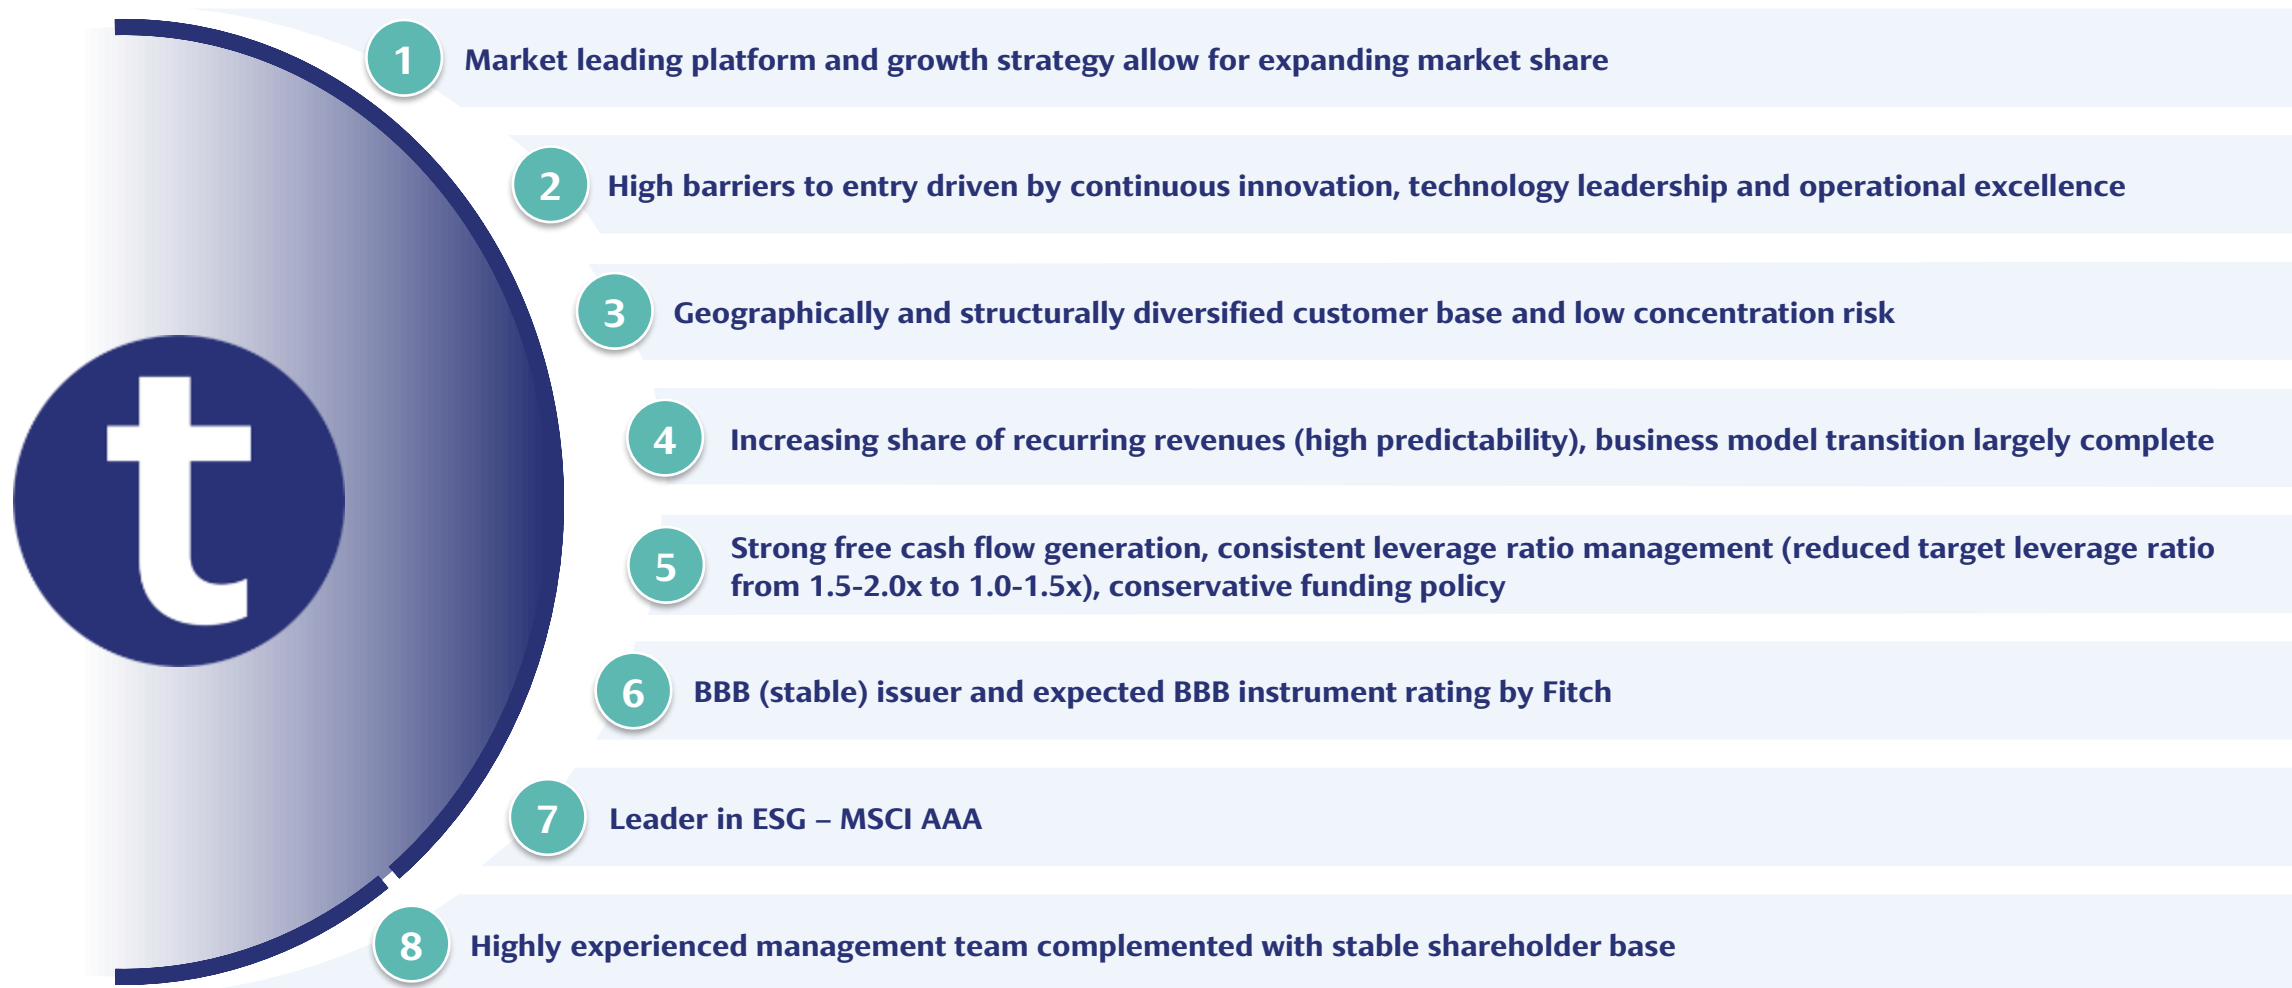 t
1
Market leading platform and growth strategy allow for expanding market share
2
High barriers to entry driven by continuous innovation, technology leadership and operational excellence
3
Geographically and structurally diversified customer base and low concentration risk
4
Increasing share of recurring revenues (high predictability), business model transition largely complete
5
Strong free cash flow generation, consistent leverage ratio management (reduced target leverage ratio
from 1.5-2.0x to 1.0-1.5x), conservative funding policy
6
BBB (stable) issuer and expected BBB instrument rating by Fitch
7
Leader in ESG – MSCI AAA
8
Highly experienced management team complemented with stable shareholder base